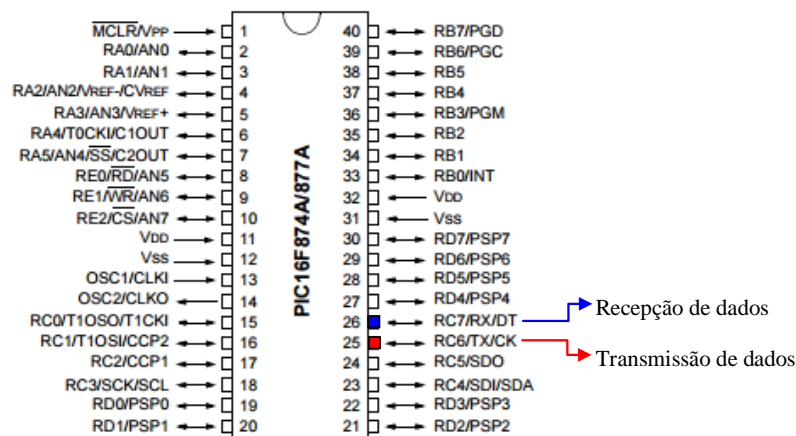 MCLR/VPP 1 40 RB7/PGD
RA0/AN0 2 39 RB6/PGC
RA1/AN1 3 38 RB5
RA2/AN2/VREF-/CVREF 4 37 RB4
RA3/AN3/VREF+ 5 36 RB3/PGM
RA4/T0CKI/C1OUT 6 35 RB2
RA5/AN4/SS/C2OUT 7 34 RB1
RE0/RD/AN5 8 33 RB0/INT
RE1/WR/AN6 9 32 VDD
RE2/CS/AN7 10 31 VSS
VDD 11 30 RD7/PSP7
VSS 12 29 RD6/PSP6
OSC1/CLKI 13 28 RD5/PSP5
OSC2/CLKO 14 27 RD4/PSP4
RC0/T1OSO/T1CKI 15 26 RC7/RX/DT Recepção de dados
RC1/T1OSI/CCP2 16 25 RC6/TX/CK Transmissão de dados
RC2/CCP1 17 24 RC5/SDO
RC3/SCK/SCL 18 23 RC4/SDI/SDA
RD0/PSP0 19 22 RD3/PSP3
RD1/PSP1 20 21 RD2/PSP2
PIC16F874A/877A